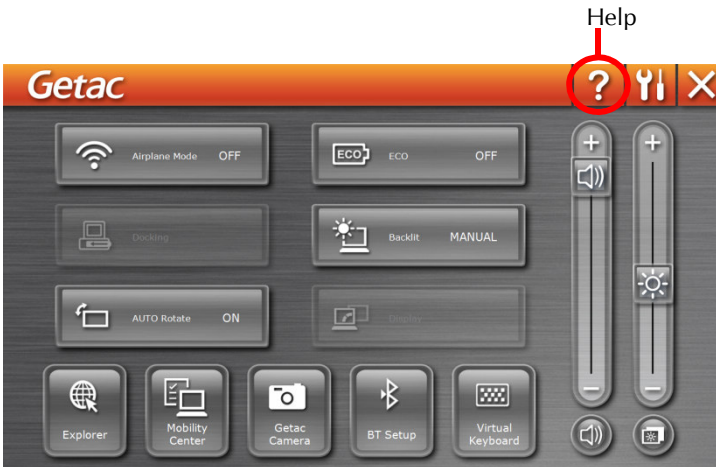 Help
Getac
Airplane Mode OFF
ECO ECO OFF
Docking
Backlit MANUAL
AUTO Rotate ON
Display
Explorer
Mobility
Center
Getac
Camera
BT Setup
Virtual
Keyboard